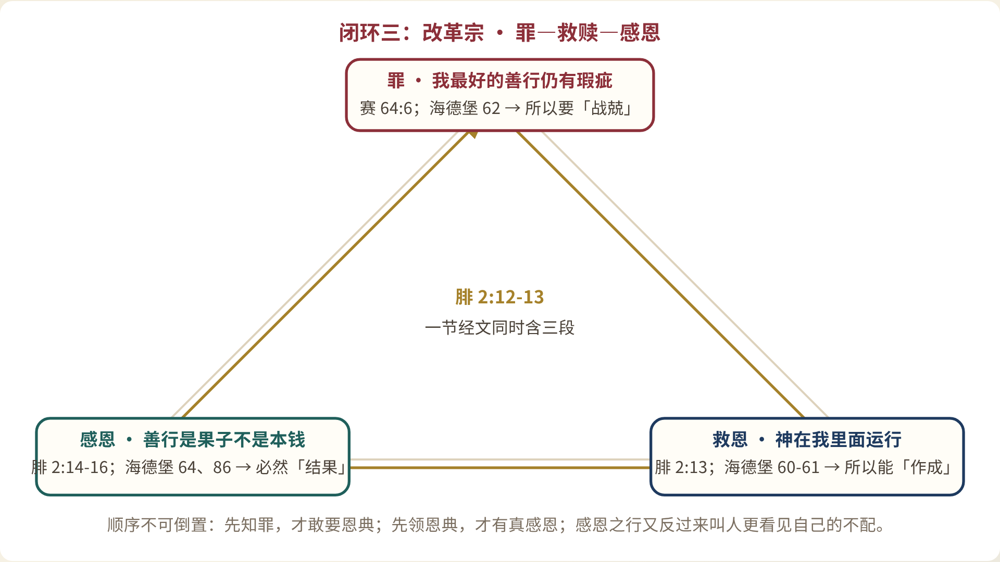 闭环三：改革宗 · 罪—救赎—感恩
罪 · 我最好的善行仍有瑕疵
赛 64:6；海德堡 62 → 所以要「战兢」
腓 2:12-13
一节经文同时含三段
感恩 · 善行是果子不是本钱
腓 2:14-16；海德堡 64、86 → 必然「结果」
救恩 · 神在我里面运行
腓 2:13；海德堡 60-61 → 所以能「作成」
顺序不可倒置：先知罪，才敢要恩典；先领恩典，才有真感恩；感恩之行又反过来叫人更看见自己的不配。